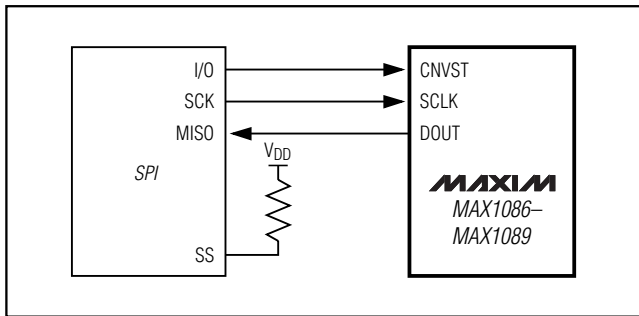 I/O
SCK
MISO
SPI
SS
VDD
CNVST
SCLK
DOUT
MAXIM
MAX1086–
MAX1089